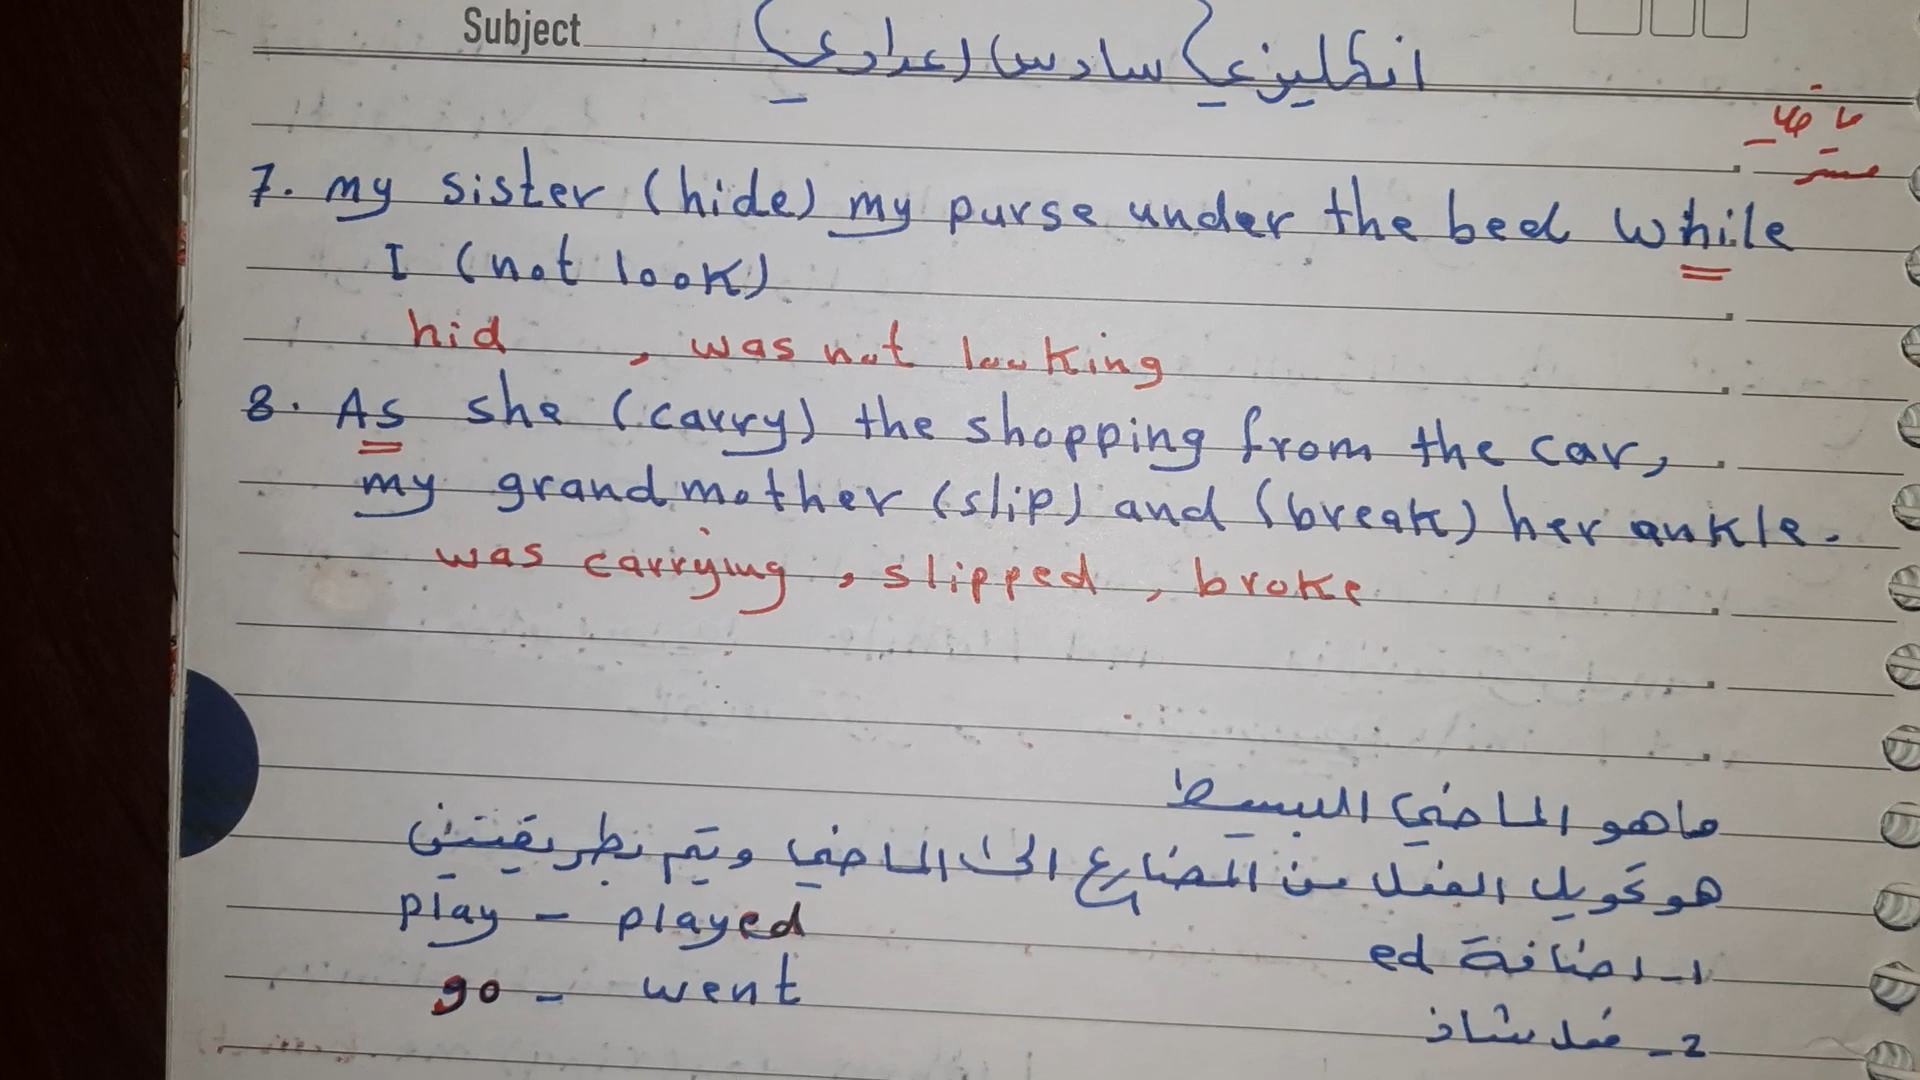 Subject
انكليزي سادس اعدادي
ماضي
مستمر
7. my sister (hide) my purse under the bed while
I (not look)
hid , was not looking
8. As she (carry) the shopping from the car,
my grandmother (slip) and (break) her ankle.
was carrying , slipped , broke
ماهو الماضي البسيط
هو تحويل الفعل من المضارع الى الماضي ويتم بطريقيتين
1- اضافة ed play - played
2- فعل شاذ go - went